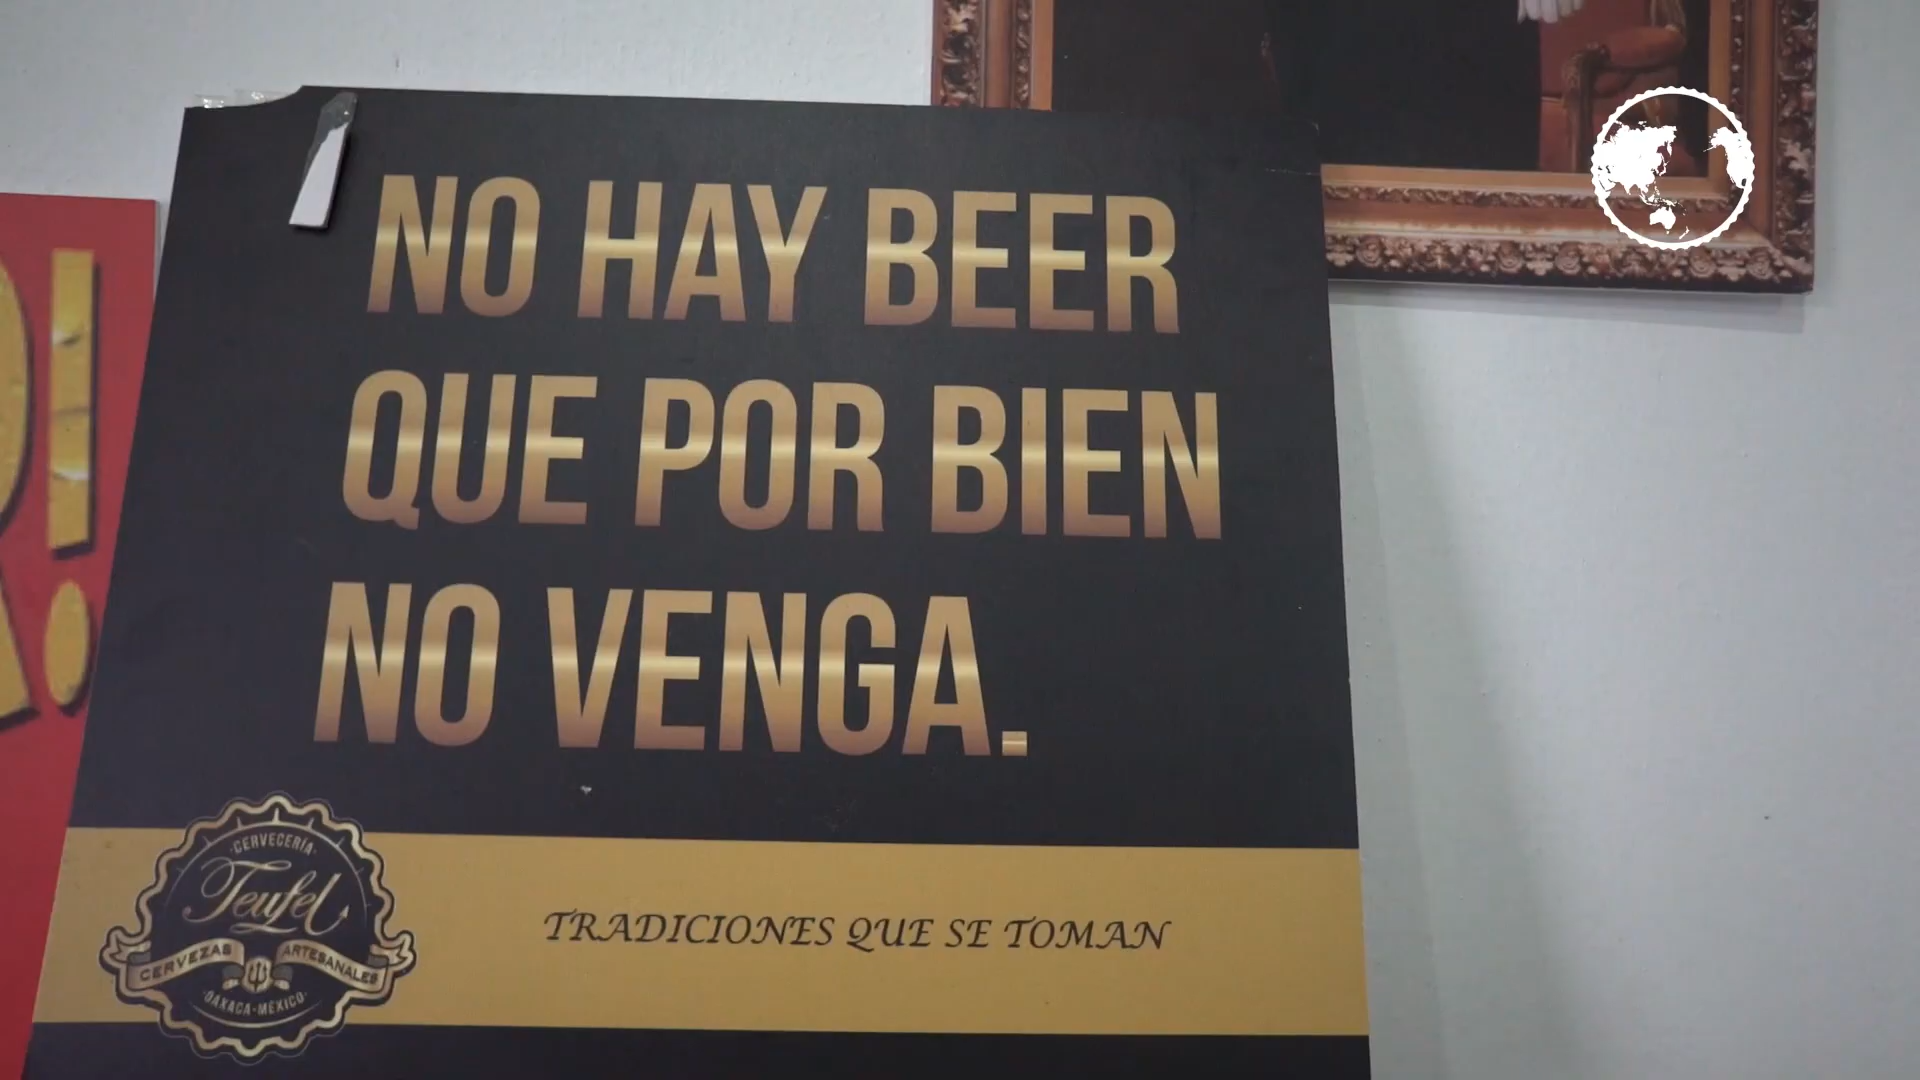 NO HAY BEER
QUE POR BIEN
NO VENGA.
·CERVECERÍA·
Teufel
CERVEZAS ARTESANALES
·OAXACA-MÉXICO·
TRADICIONES QUE SE TOMAN